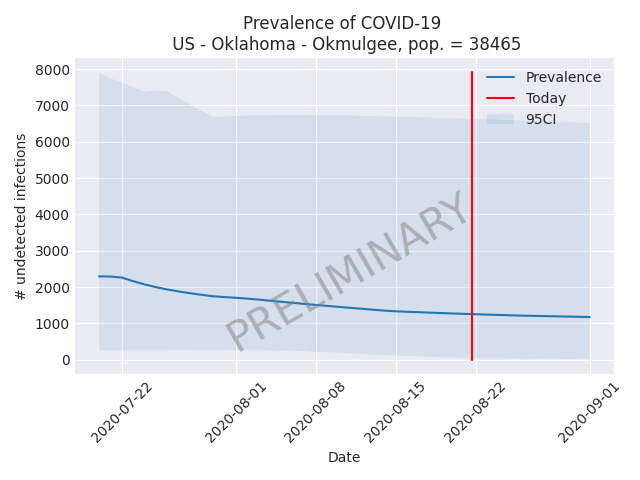 Prevalence of COVID-19
US - Oklahoma - Okmulgee, pop. = 38465
# undetected infections
8000
7000
6000
5000
4000
3000
2000
1000
0
Prevalence
Today
95CI
PRELIMINARY
2020-07-22
2020-08-01
2020-08-08
2020-08-15
2020-08-22
2020-09-01
Date